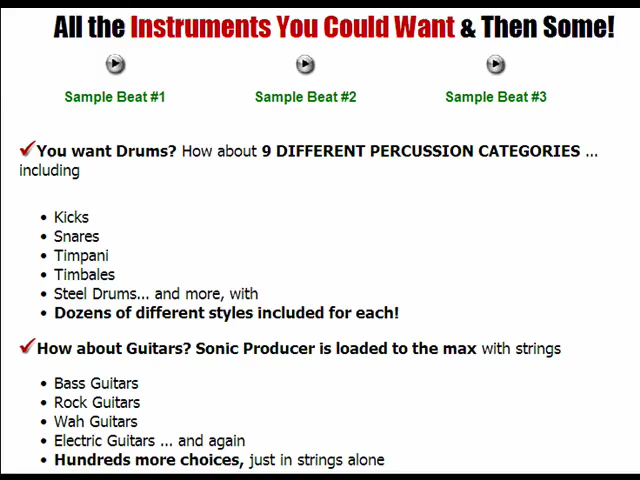 All the Instruments You Could Want & Then Some!
Sample Beat #1 Sample Beat #2 Sample Beat #3
You want Drums? How about 9 DIFFERENT PERCUSSION CATEGORIES ...
including
• Kicks
• Snares
• Timpani
• Timbales
• Steel Drums... and more, with
• Dozens of different styles included for each!
How about Guitars? Sonic Producer is loaded to the max with strings
• Bass Guitars
• Rock Guitars
• Wah Guitars
• Electric Guitars ... and again
• Hundreds more choices, just in strings alone